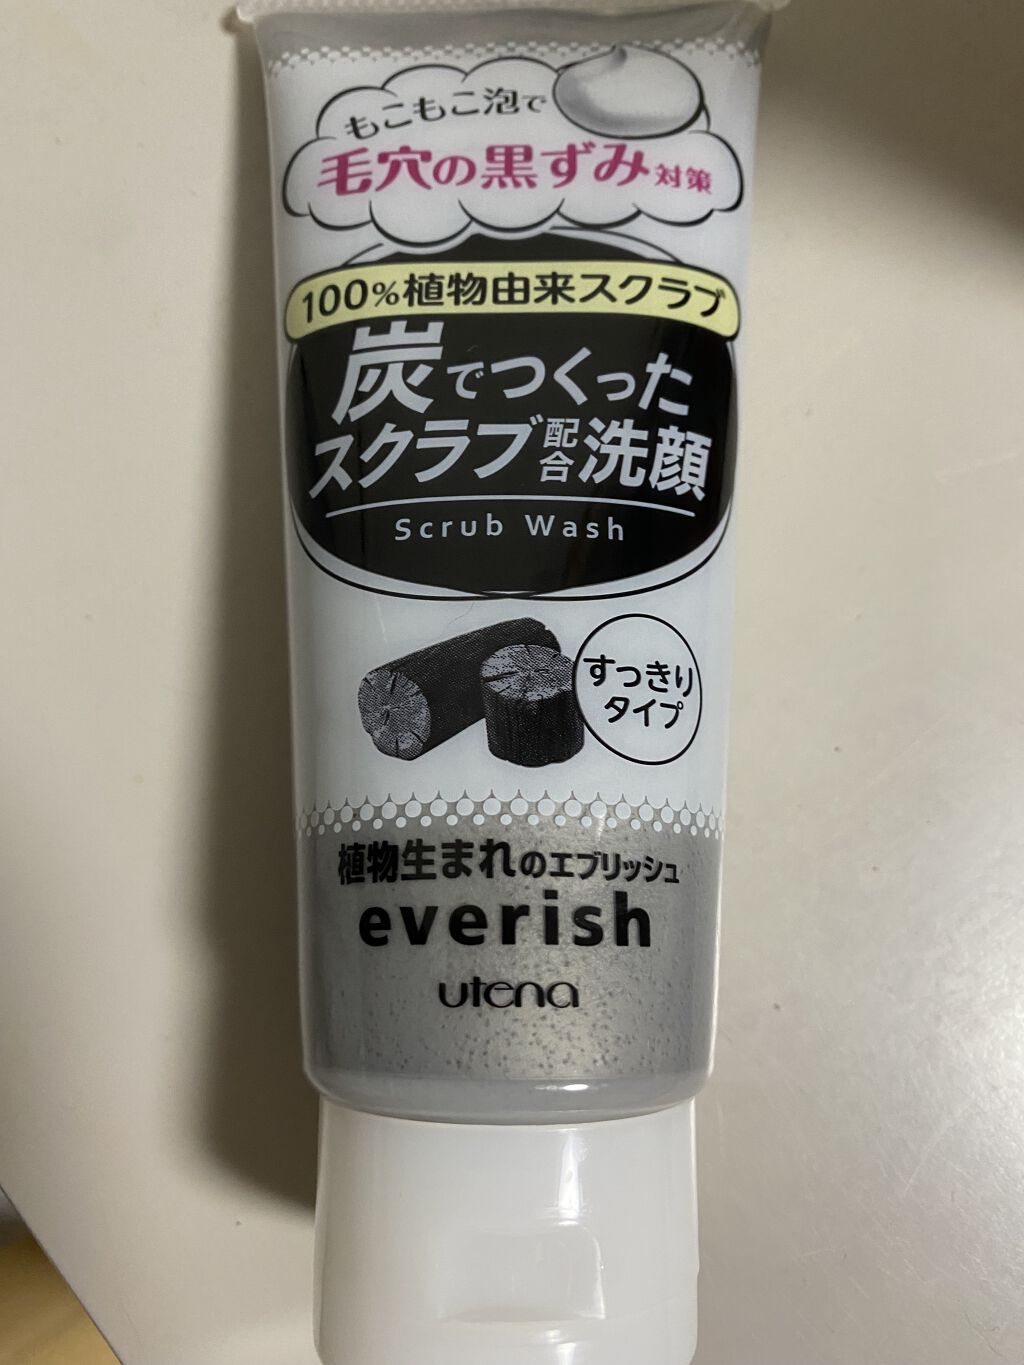 もこもこ泡で
毛穴の黒ずみ対策
100%植物由来スクラブ
炭でつくった
スクラブ配合洗顔
Scrub Wash
すっきり
タイプ
植物生まれのエブリッシュ
everish
utena